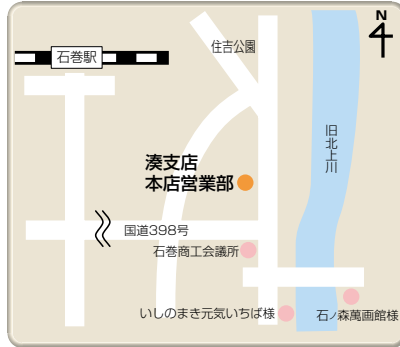 N
石巻駅
住吉公園
旧北上川
湊支店
本店営業部
国道398号
石巻商工会議所
いしのまき元気いちば様
石ノ森萬画館様